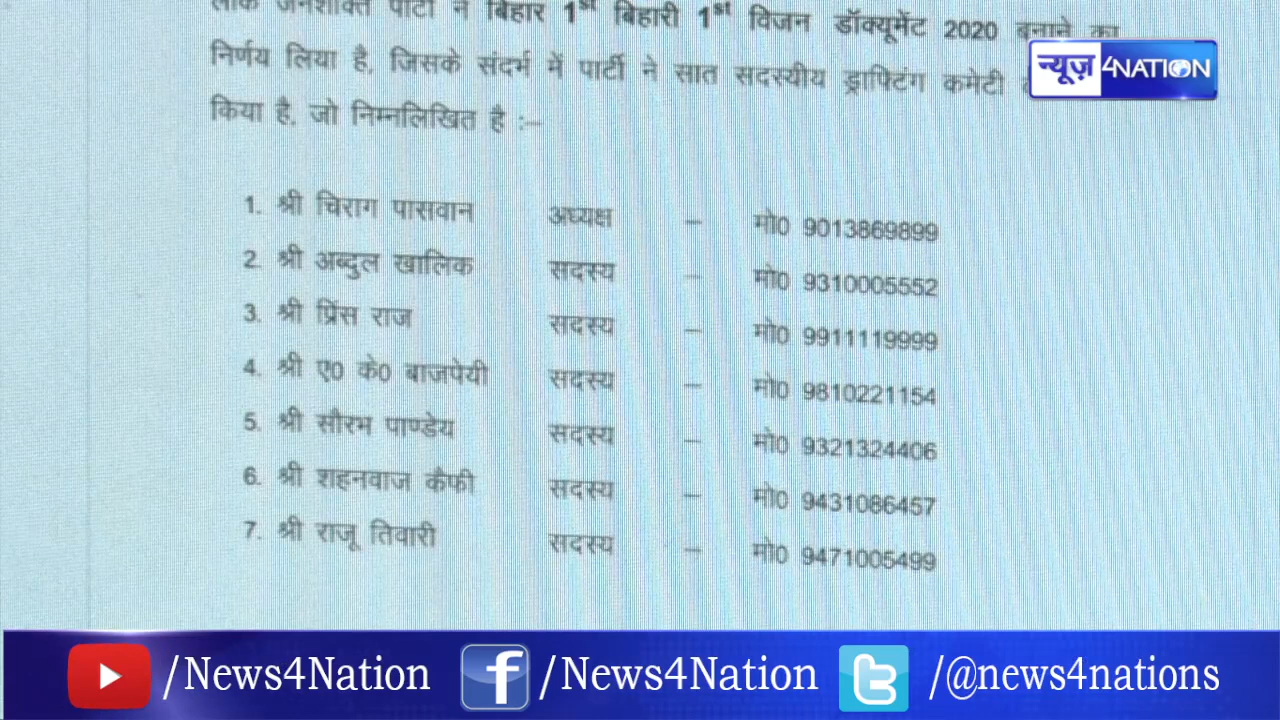 लोक जनशक्ति पार्टी ने बिहार 1st बिहारी 1st विजन डॉक्यूमेंट 2020 बनाने का
निर्णय लिया है, जिसके संदर्भ में पार्टी ने सात सदस्यीय ड्राफ्टिंग कमेटी
न्यूज़ 4NATION
किया है, जो निम्नलिखित है :–
1. श्री चिराग पासवान अध्यक्ष – मो0 9013869899
2. श्री अब्दुल खालिक सदस्य – मो0 9310005552
3. श्री प्रिंस राज सदस्य – मो0 9911119999
4. श्री ए0 के0 बाजपेयी सदस्य – मो0 9810221154
5. श्री सौरभ पाण्डेय सदस्य – मो0 9321324406
6. श्री शहनवाज कैफी सदस्य – मो0 9431086457
7. श्री राजू तिवारी सदस्य – मो0 9471005499
/News4Nation /News4Nation /@news4nations